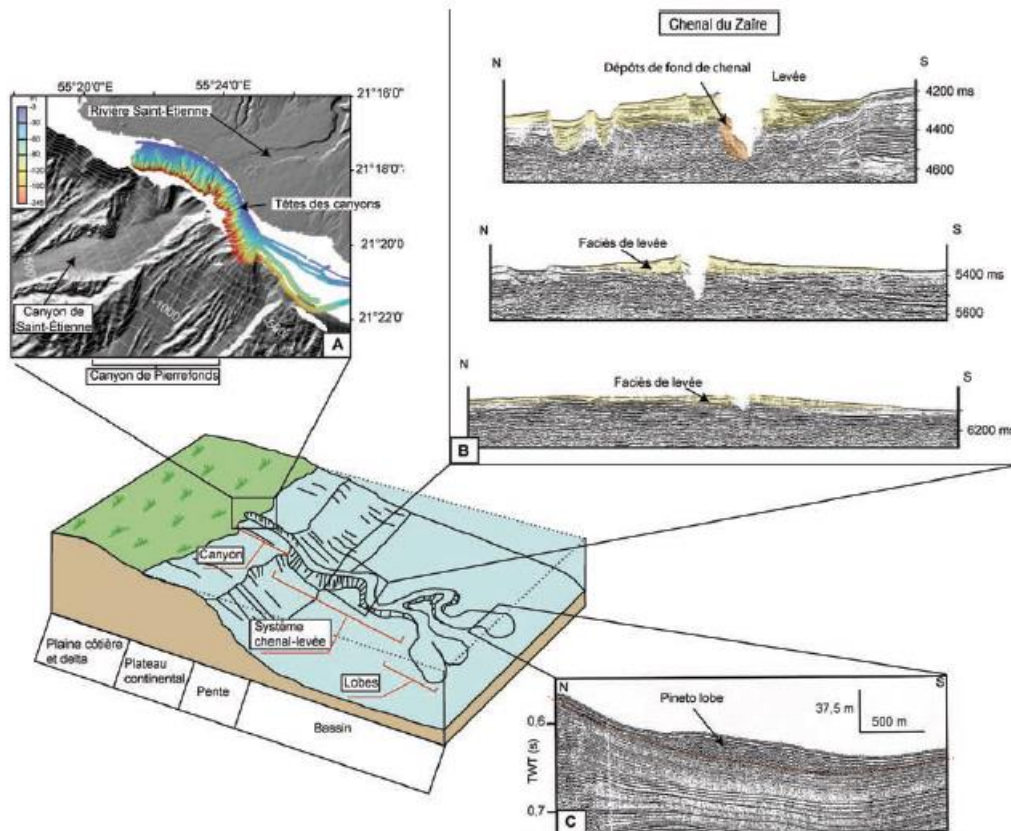 Chenal du Zaïre
55°20'0"E
55°24'0"E
Rivière Saint-Étienne
21°16'0"
21°18'0"
21°20'0
21°22'0
Têtes des canyons
Canyon de
Saint-Étienne
-1000
A
Canyon de Pierrefonds
N
S
Dépôts de fond de chenal
Levée
4200 ms
4400
4600
Faciès de levée
5400 ms
5600
N
S
Faciès de levée
6200 ms
B
Canyon
Système
chenal-levée
Lobes
Plaine côtière
et delta
Plateau
continental
Pente
Bassin
N
S
Pineto lobe
37,5 m
500 m
0.6
TWT (s)
0.7
C